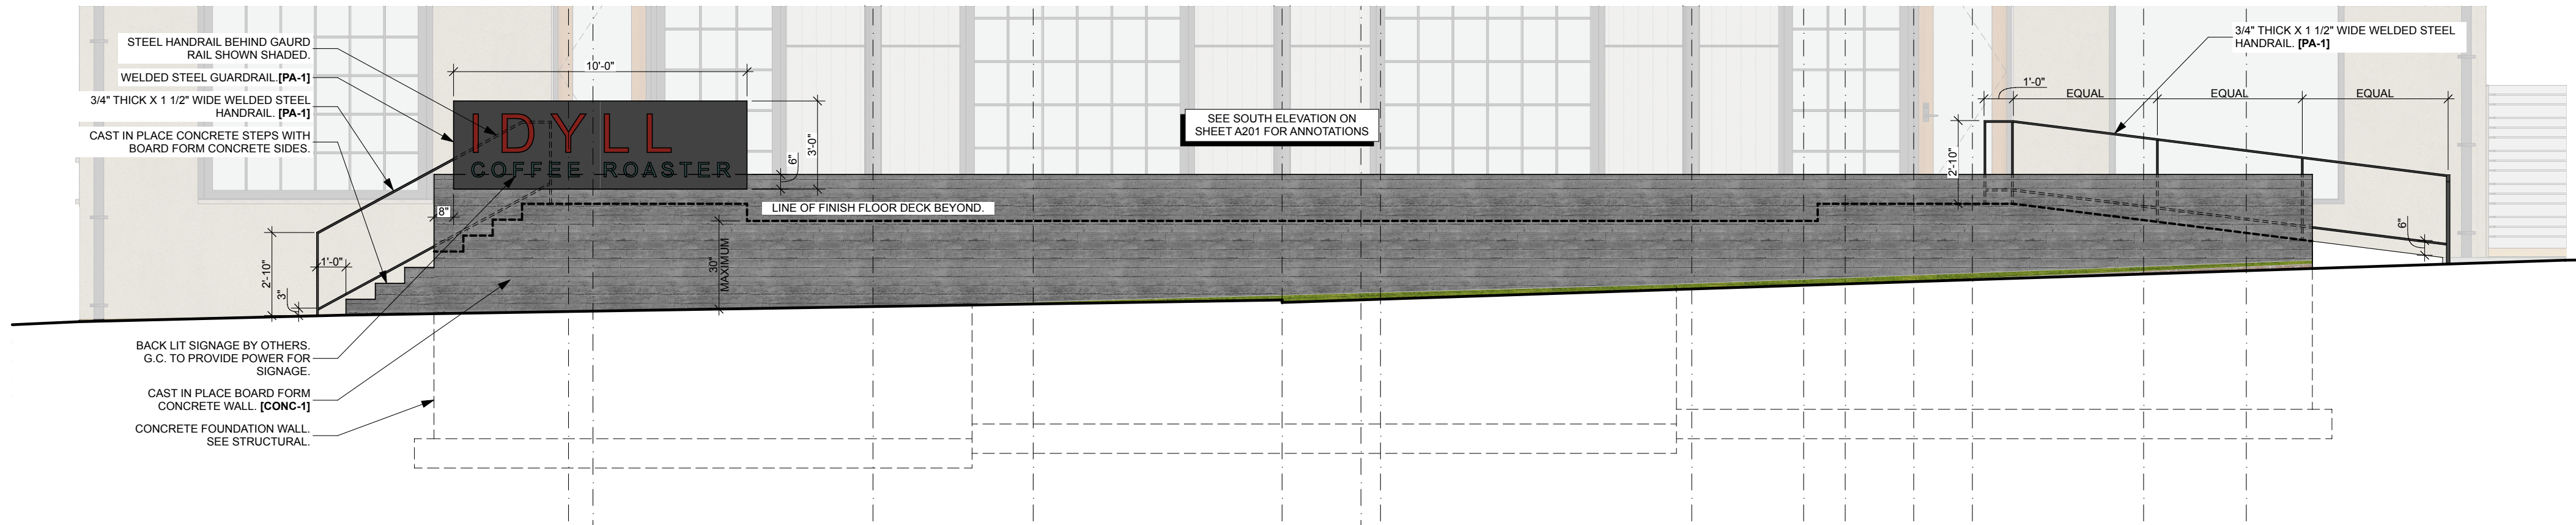 STEEL HANDRAIL BEHIND GAURD
RAIL SHOWN SHADED.
WELDED STEEL GUARDRAIL.[PA-1]
3/4" THICK X 1 1/2" WIDE WELDED STEEL
HANDRAIL. [PA-1]
CAST IN PLACE CONCRETE STEPS WITH
BOARD FORM CONCRETE SIDES.
10'-0"
IDYLL
COFFEE ROASTER
6"
3'-0"
8"
2'-10"
1'-0"
3"
30"
MAXIMUM
LINE OF FINISH FLOOR DECK BEYOND.
SEE SOUTH ELEVATION ON
SHEET A201 FOR ANNOTATIONS
3/4" THICK X 1 1/2" WIDE WELDED STEEL
HANDRAIL. [PA-1]
1'-0"
EQUAL
EQUAL
EQUAL
2'-10"
6"
BACK LIT SIGNAGE BY OTHERS.
G.C. TO PROVIDE POWER FOR
SIGNAGE.
CAST IN PLACE BOARD FORM
CONCRETE WALL. [CONC-1]
CONCRETE FOUNDATION WALL.
SEE STRUCTURAL.